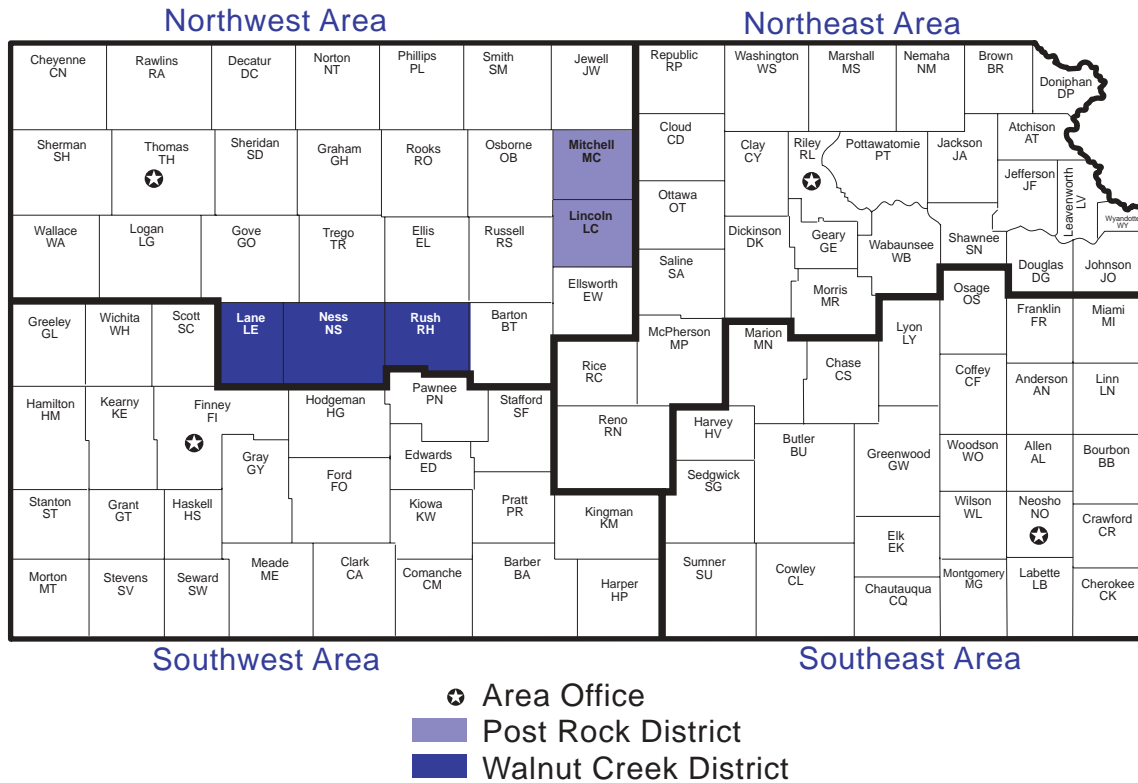 Northwest Area
Northeast Area
Cheyenne
CN
Rawlins
RA
Decatur
DC
Norton
NT
Phillips
PL
Smith
SM
Jewell
JW
Republic
RP
Washington
WS
Marshall
MS
Nemaha
NM
Brown
BR
Doniphan
DP
Sherman
SH
Thomas
TH
Sheridan
SD
Graham
GH
Rooks
RO
Osborne
OB
Mitchell
MC
Cloud
CD
Clay
CY
Riley
RL
Pottawatomie
PT
Jackson
JA
Atchison
AT
Jefferson
JF
Leavenworth
LV
Wyandotte
WY
Wallace
WA
Logan
LG
Gove
GO
Trego
TR
Ellis
EL
Russell
RS
Lincoln
LC
Ottawa
OT
Dickinson
DK
Geary
GE
Wabaunsee
WB
Shawnee
SN
Douglas
DG
Johnson
JO
Ellsworth
EW
Saline
SA
Morris
MR
Osage
OS
Greeley
GL
Wichita
WH
Scott
SC
Lane
LE
Ness
NS
Rush
RH
Barton
BT
Rice
RC
McPherson
MP
Marion
MN
Chase
CS
Lyon
LY
Franklin
FR
Miami
MI
Hamilton
HM
Kearny
KE
Finney
FI
Hodgeman
HG
Pawnee
PN
Stafford
SF
Reno
RN
Harvey
HV
Butler
BU
Greenwood
GW
Coffey
CF
Anderson
AN
Linn
LN
Gray
GY
Ford
FO
Edwards
ED
Sedgwick
SG
Woodson
WO
Allen
AL
Bourbon
BB
Stanton
ST
Grant
GT
Haskell
HS
Kiowa
KW
Pratt
PR
Kingman
KM
Elk
EK
Wilson
WL
Neosho
NO
Crawford
CR
Morton
MT
Stevens
SV
Seward
SW
Meade
ME
Clark
CA
Comanche
CM
Barber
BA
Harper
HP
Sumner
SU
Cowley
CL
Chautauqua
CQ
Montgomery
MG
Labette
LB
Cherokee
CK
Southwest Area
Southeast Area
Area Office
Post Rock District
Walnut Creek District